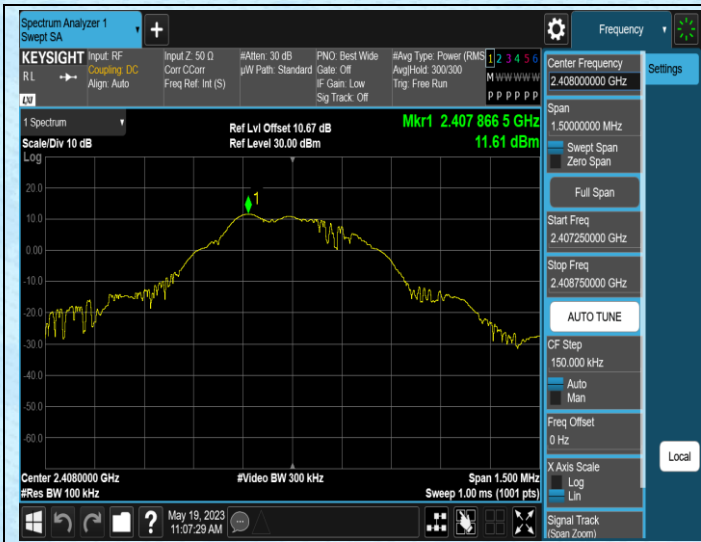 Spectrum Analyzer 1
Swept SA
+
Frequency
KEYSIGHT
RL
LXI
Input: RF
Coupling: DC
Align: Auto
Input Z: 50 Ω
Corr CCorr
Freq Ref: Int (S)
#Atten: 30 dB
µW Path: Standard
PNO: Best Wide
Gate: Off
IF Gain: Low
Sig Track: Off
#Avg Type: Power (RMS
Avg|Hold: 300/300
Trig: Free Run
1 2 3 4 5 6
M W W W W W
P P P P P P
1 Spectrum
Scale/Div 10 dB
Log
Ref Lvl Offset 10.67 dB
Ref Level 30.00 dBm
Mkr1 2.407 866 5 GHz
11.61 dBm
1
20.0
10.0
0.00
-10.0
-20.0
-30.0
-40.0
-50.0
-60.0
Center 2.4080000 GHz
#Res BW 100 kHz
#Video BW 300 kHz
Span 1.500 MHz
Sweep 1.00 ms (1001 pts)
?
May 19, 2023
11:07:29 AM
Center Frequency
2.408000000 GHz
Span
1.50000000 MHz
Swept Span
Zero Span
Full Span
Start Freq
2.407250000 GHz
Stop Freq
2.408750000 GHz
AUTO TUNE
CF Step
150.000 kHz
Auto
Man
Freq Offset
0 Hz
X Axis Scale
Log
Lin
Signal Track
(Span Zoom)
Settings
Local